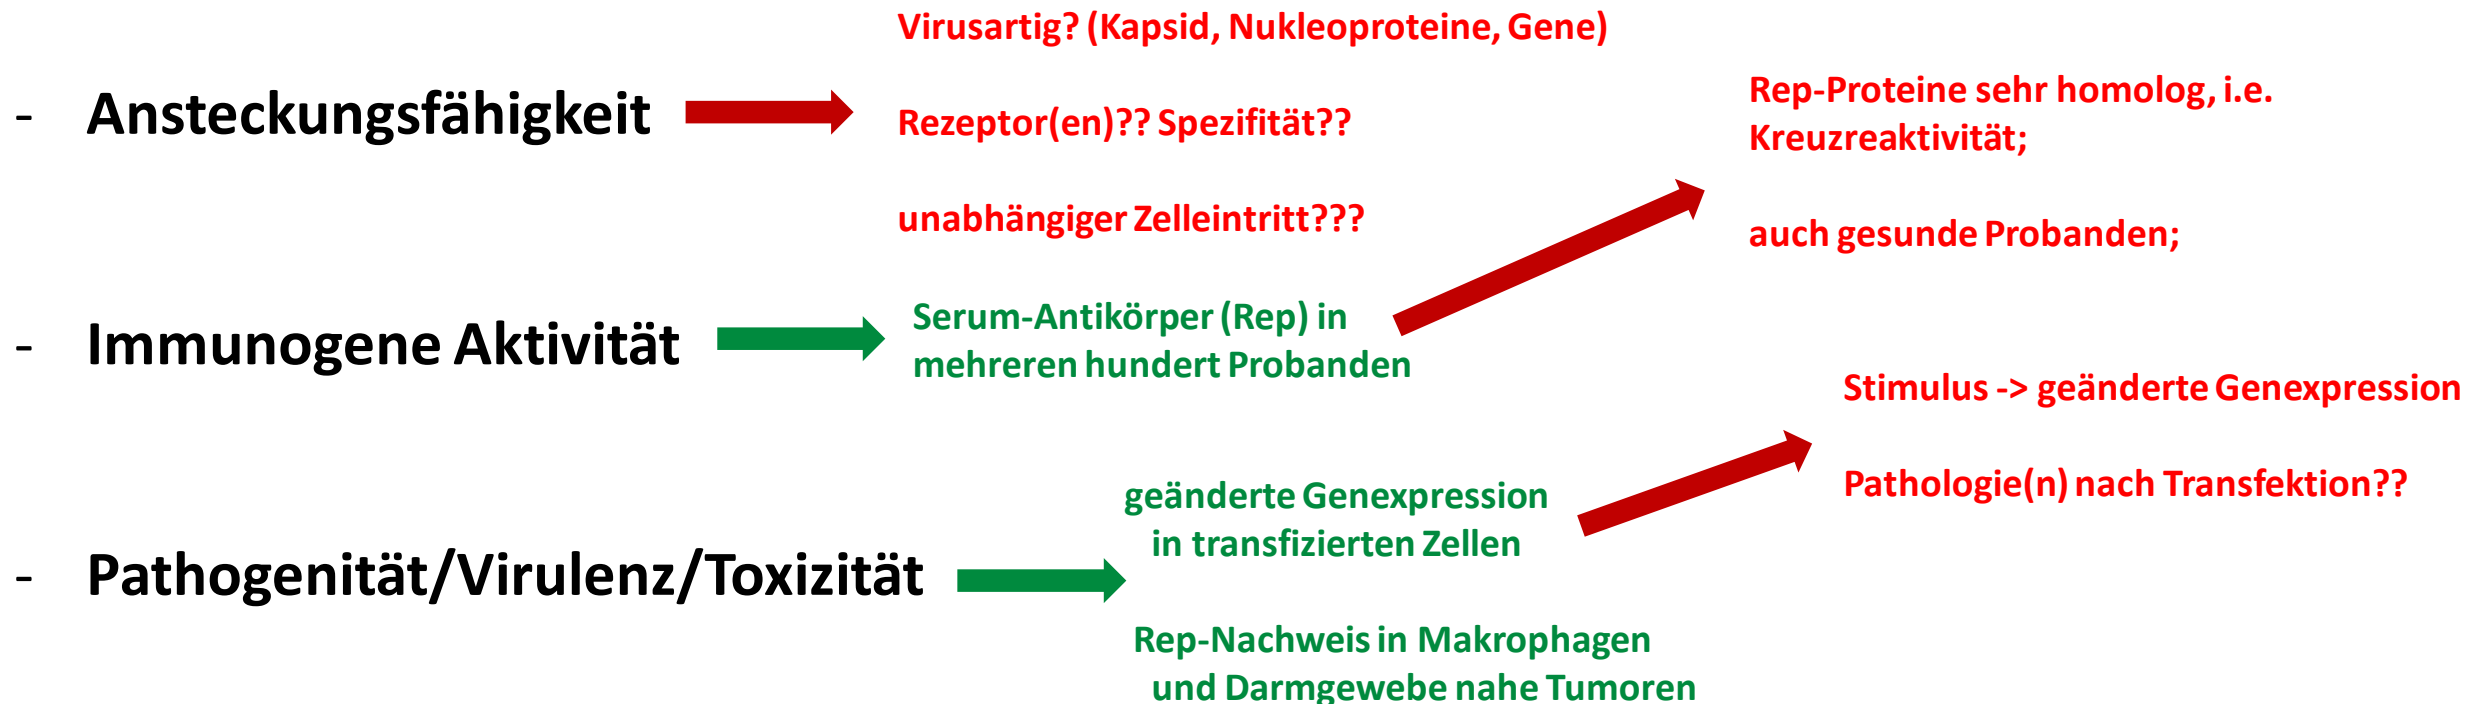 - Ansteckungsfähigkeit
Virusartig? (Kapsid, Nukleoproteine, Gene)
Rezeptor(en)?? Spezifität??
unabhängiger Zelleintritt???
- Immunogene Aktivität
Serum-Antikörper (Rep) in
mehreren hundert Probanden
Rep-Proteine sehr homolog, i.e.
Kreuzreaktivität;
auch gesunde Probanden;
- Pathogenität/Virulenz/Toxizität
geänderte Genexpression
in transfizierten Zellen
Rep-Nachweis in Makrophagen
und Darmgewebe nahe Tumoren
Stimulus -> geänderte Genexpression
Pathologie(n) nach Transfektion??